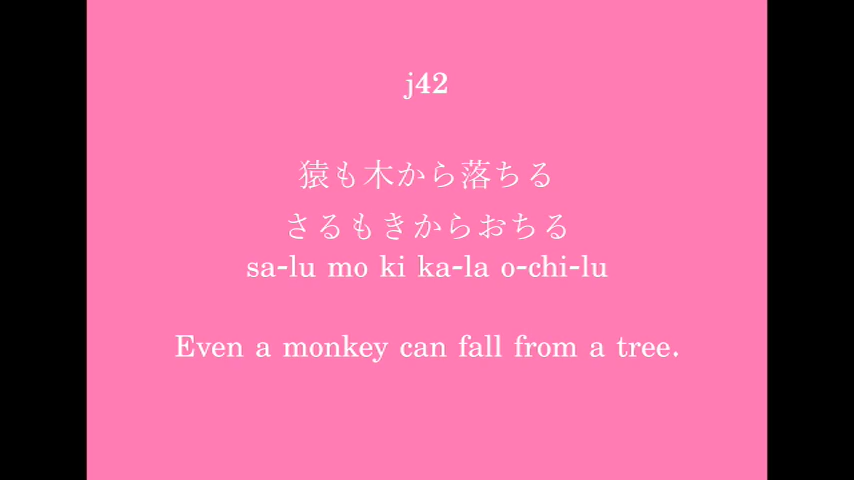 j42
猿も木から落ちる
さるもきからおちる
sa-lu mo ki ka-la o-chi-lu
Even a monkey can fall from a tree.